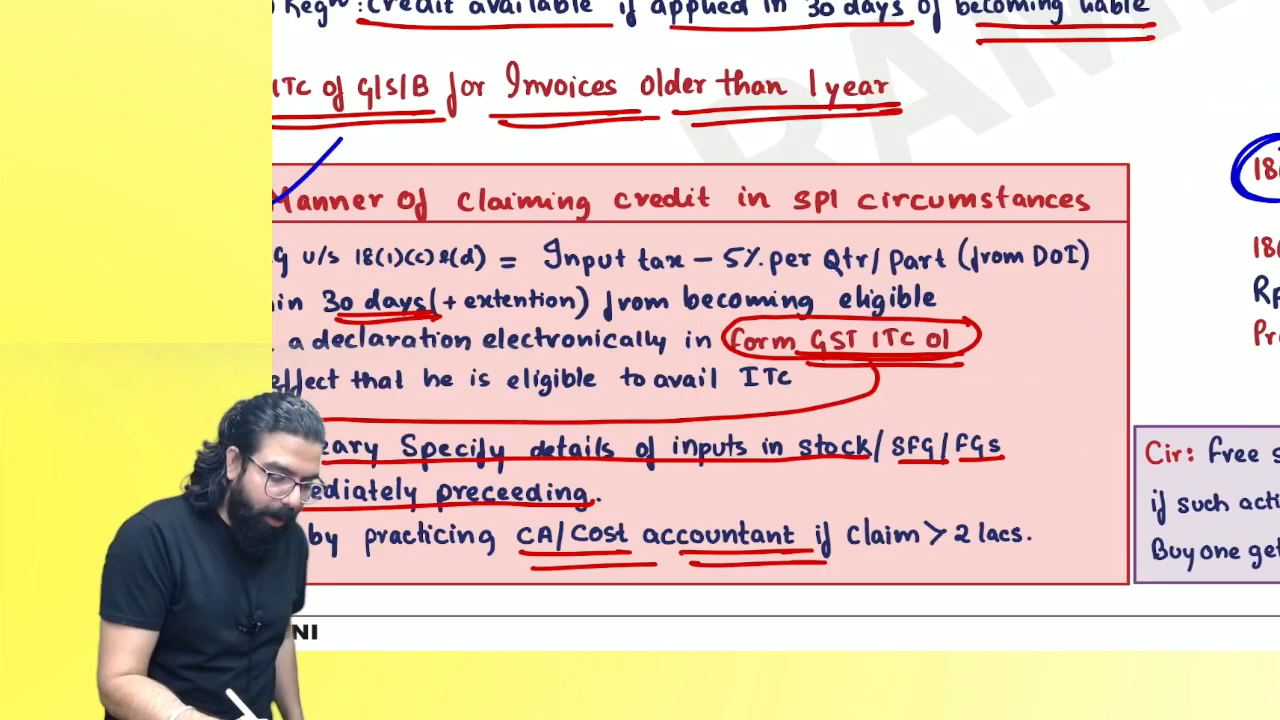 Regn: Credit available if applied in 30 days of becoming liable
ITC of G/S/B for Invoices older than 1 year
Manner of claiming credit in spl circumstances
u/s 18(1)(c) & (d) = Input tax – 5% per Qtr/part (from DOI)
in 30 days (+ extention) from becoming eligible
a declaration electronically in form GST ITC 01
effect that he is eligible to avail ITC
eary Specify details of inputs in stock/SFG/FGs
ediately preceeding.
by practicing CA/Cost accountant if claim > 2 lacs.
NI
RAM
18
18
Cir: Free s
if such acti
Buy one get